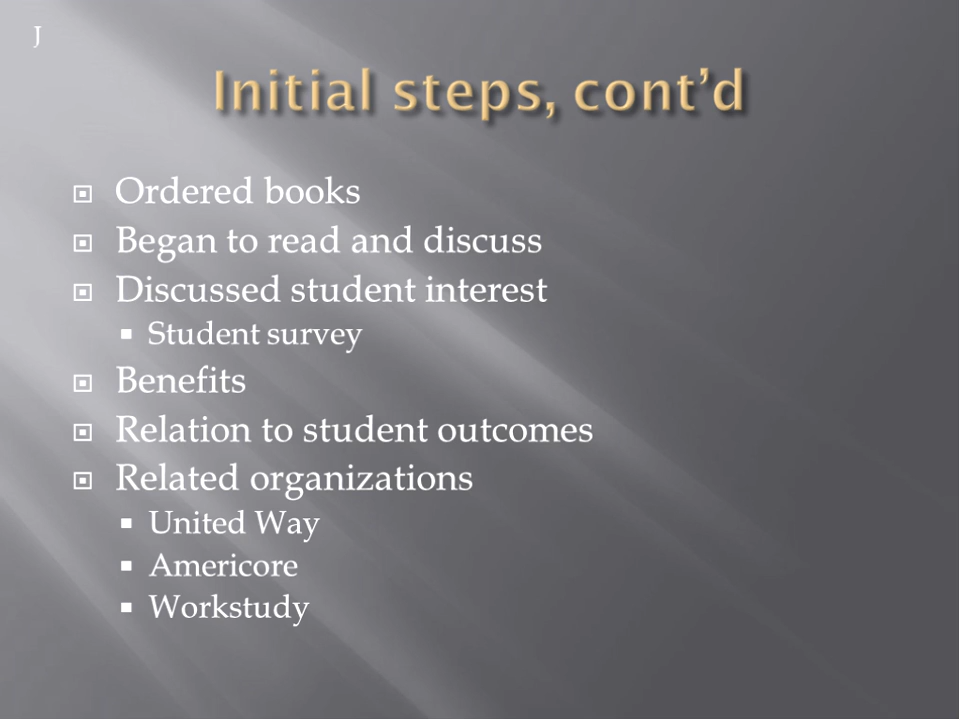 J
Initial steps, cont’d
Ordered books
Began to read and discuss
Discussed student interest
Student survey
Benefits
Relation to student outcomes
Related organizations
United Way
Americore
Workstudy